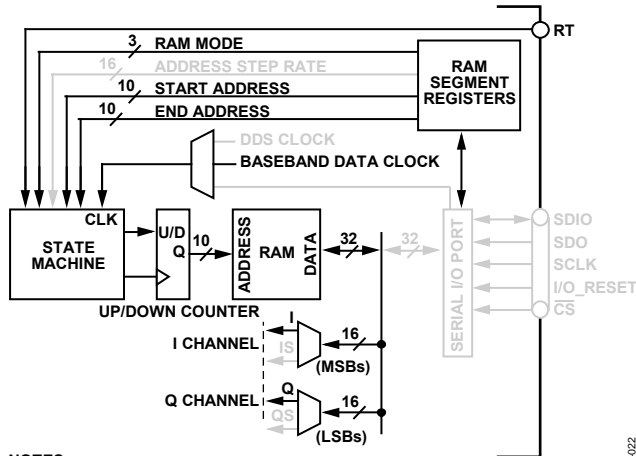 RT
3 RAM MODE
16 ADDRESS STEP RATE
10 START ADDRESS
10 END ADDRESS
RAM
SEGMENT
REGISTERS
DDS CLOCK
BASEBAND DATA CLOCK
CLK
STATE
MACHINE
U/D
Q
10
ADDRESS
RAM
DATA
32
32
SERIAL I/O PORT
SDIO
SDO
SCLK
I/O_RESET
CS
UP/DOWN COUNTER
I CHANNEL
I
IS
16
(MSBs)
Q CHANNEL
Q
QS
16
(LSBs)
022